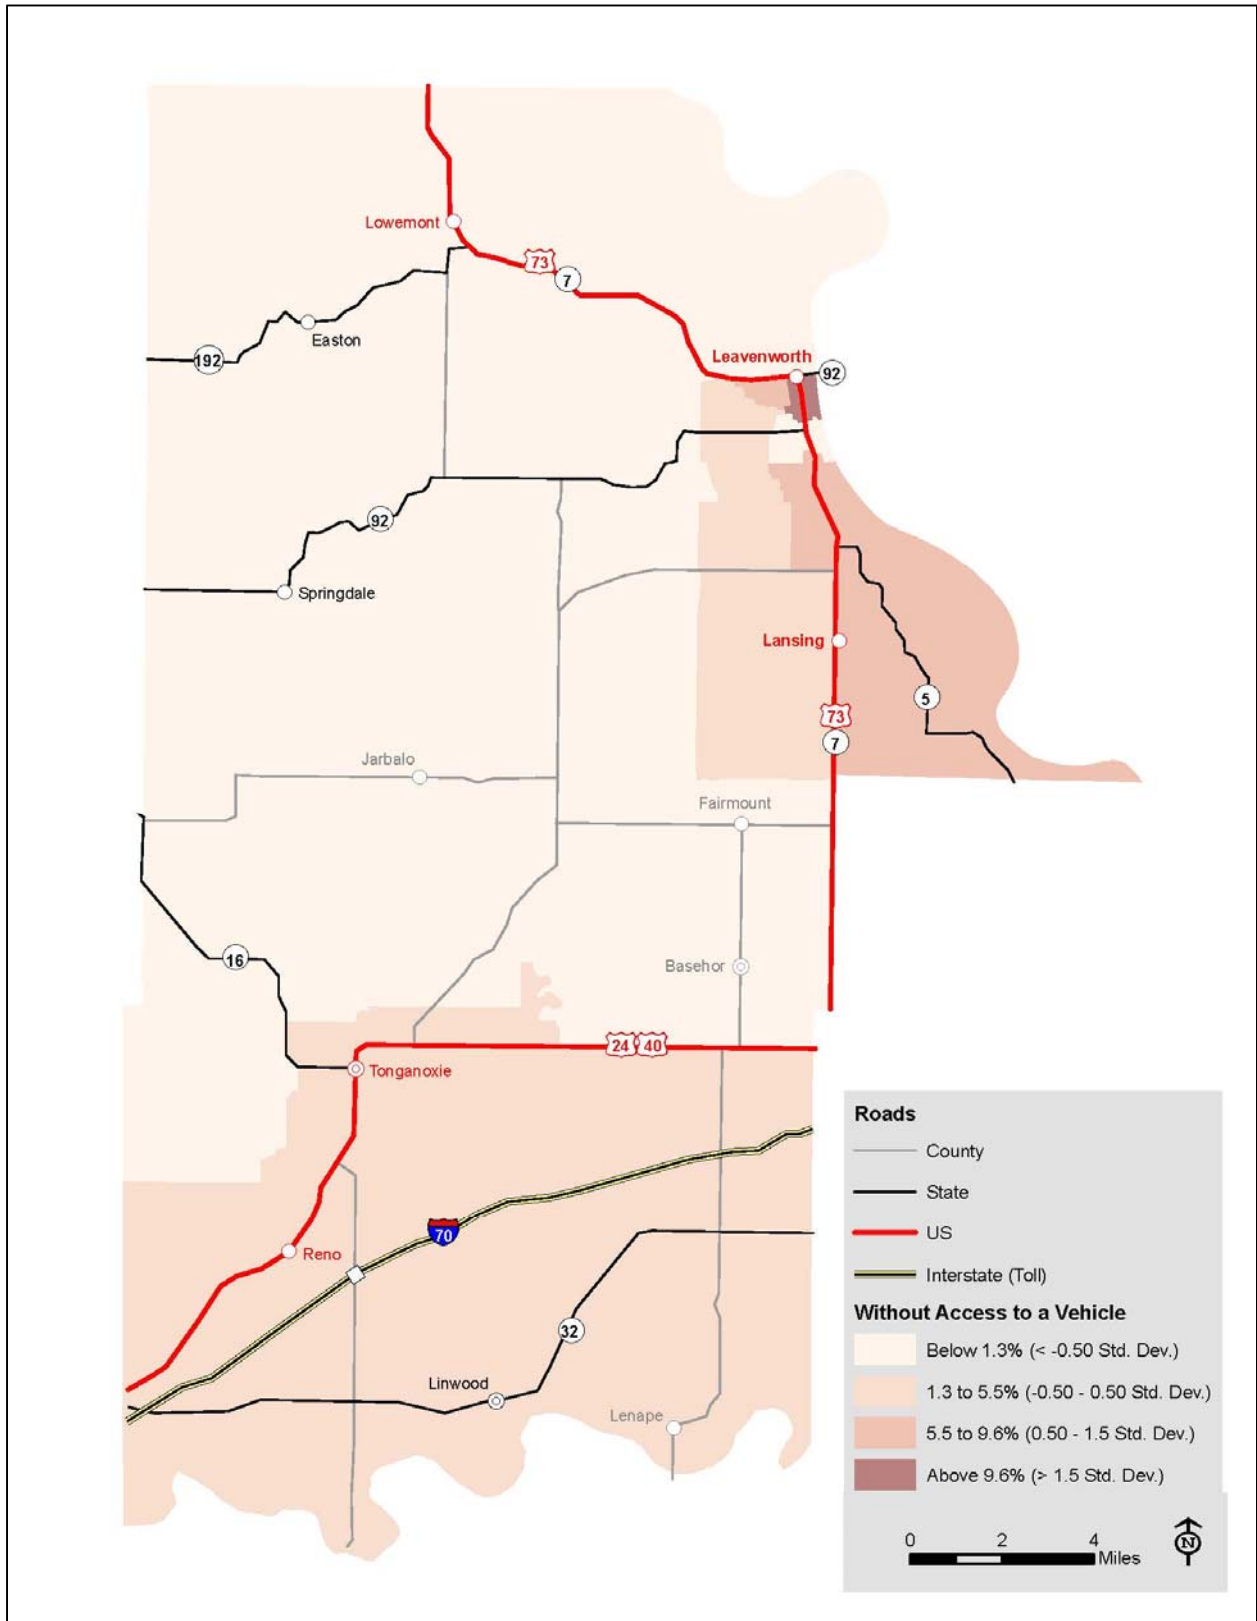 Lowemont
73
7
Easton
192
Leavenworth
92
92
Springdale
Lansing
5
73
7
Jarbalo
Fairmount
16
Basehor
24 40
Tonganoxie
Roads
County
State
US
Interstate (Toll)
70
Reno
32
Linwood
Lenape
Without Access to a Vehicle
Below 1.3% (< -0.50 Std. Dev.)
1.3 to 5.5% (-0.50 - 0.50 Std. Dev.)
5.5 to 9.6% (0.50 - 1.5 Std. Dev.)
Above 9.6% (> 1.5 Std. Dev.)
0 2 4
Miles
N